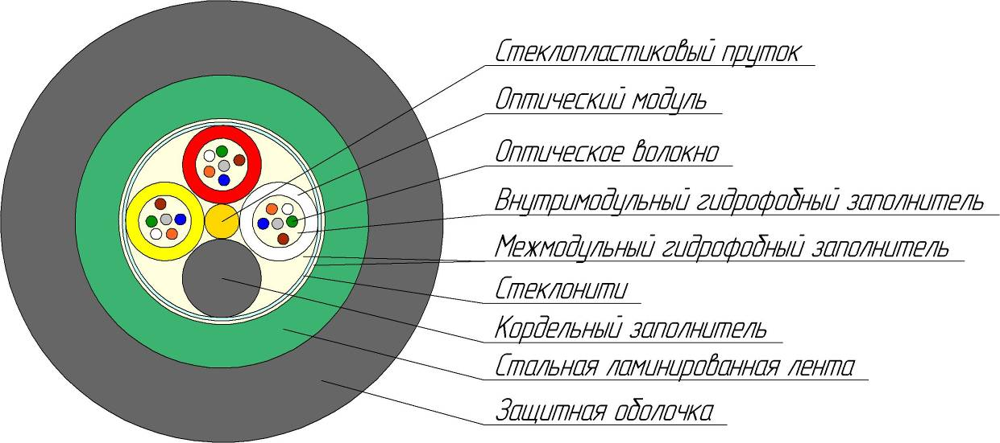 Стеклопластиковый пруток
Оптический модуль
Оптическое волокно
Внутримодульный гидрофобный заполнитель
Межмодульный гидрофобный заполнитель
Стеклонити
Кордельный заполнитель
Стальная ламинированная лента
Защитная оболочка